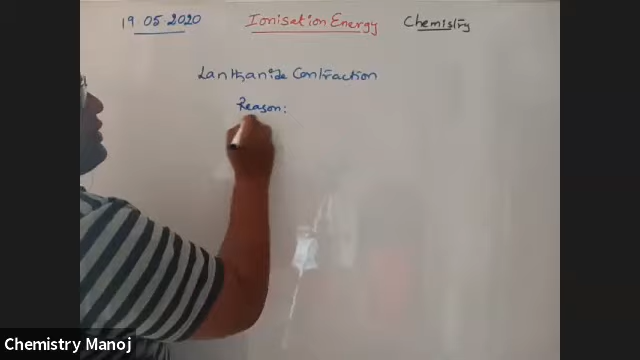 19.05.2020 Ionisation Energy Chemistry
Lanthanide Contraction
Reason:
Chemistry Manoj